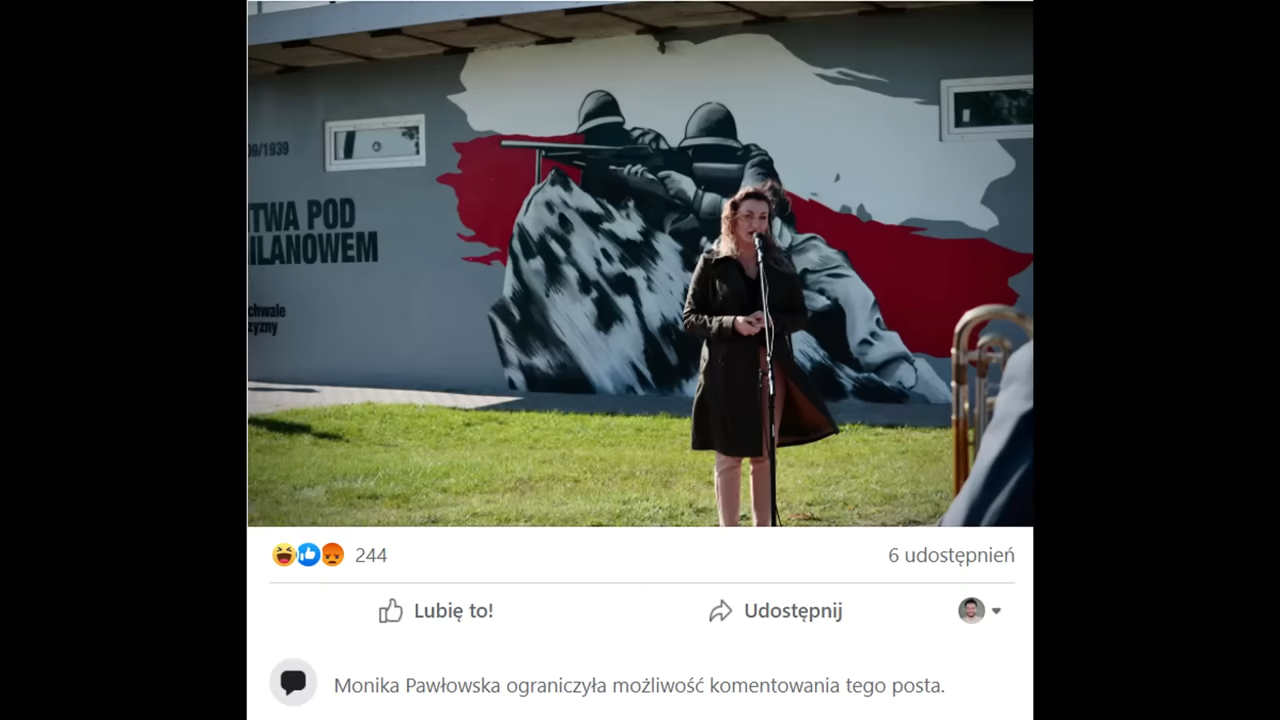 09/1939
TWA POD
ILANOWEM
chwale
zyzny
244
6 udostępnień
Lubię to!
Udostępnij
Monika Pawłowska ograniczyła możliwość komentowania tego posta.